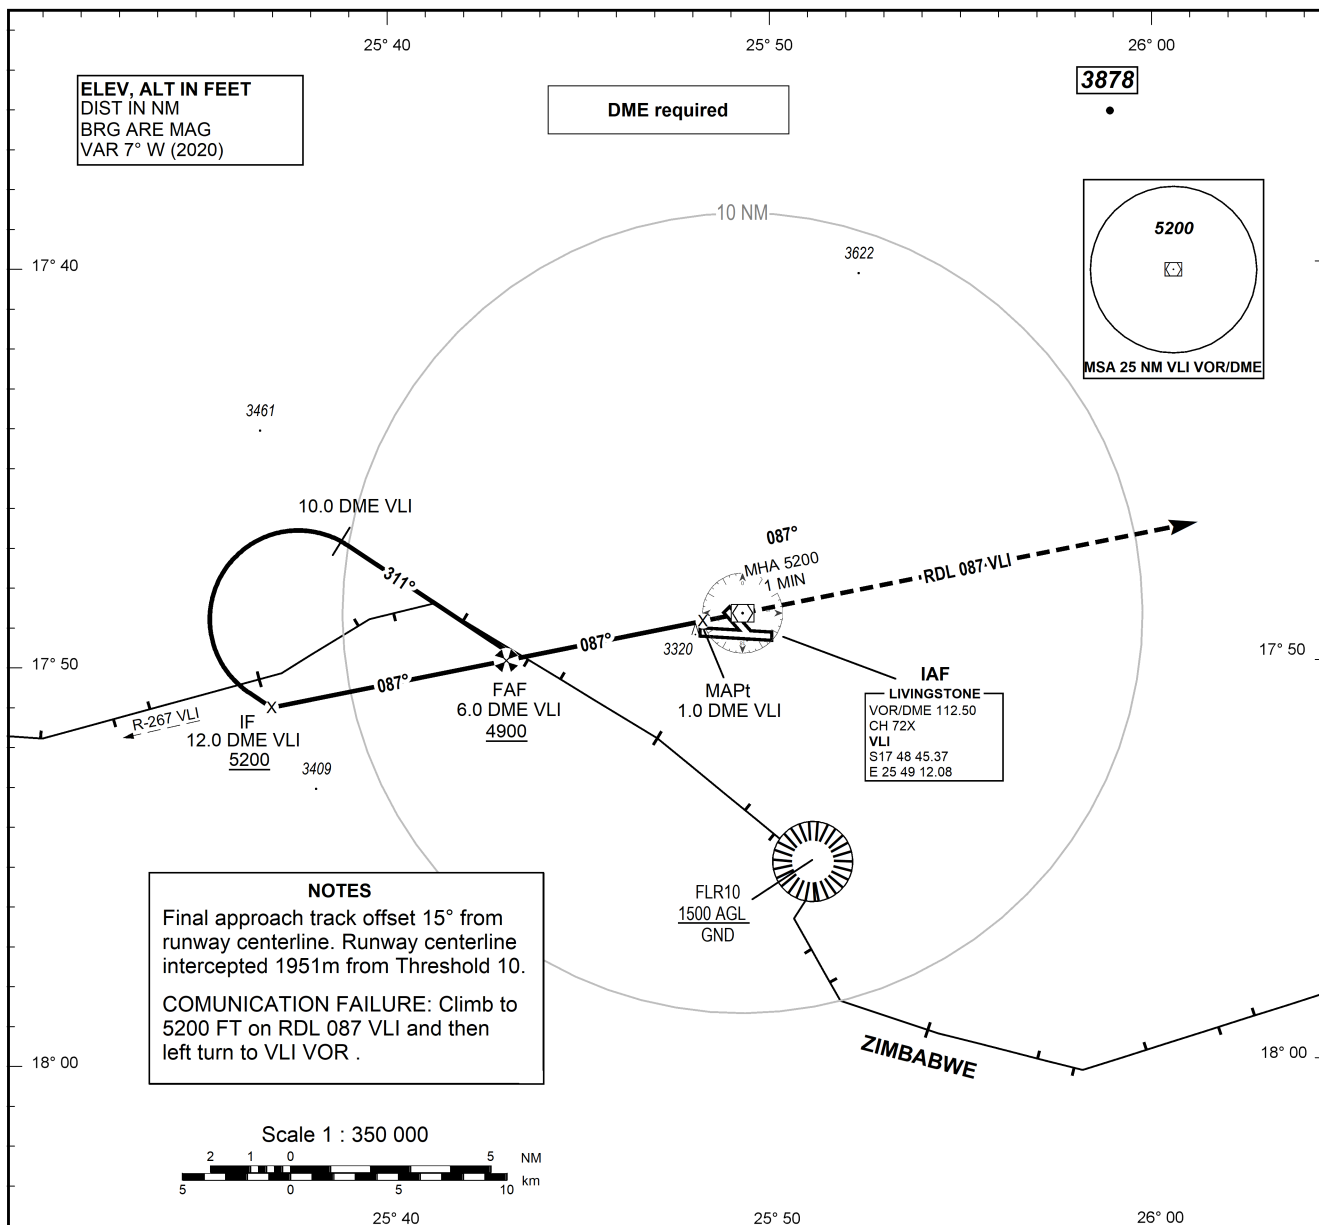 25° 40
25° 50
26° 00
ELEV, ALT IN FEET
DIST IN NM
BRG ARE MAG
VAR 7° W (2020)
DME required
3878
5200
MSA 25 NM VLI VOR/DME
10 NM
17° 40
3622
3461
10.0 DME VLI
311°
087°
MHA 5200
1 MIN
RDL 087 VLI
087°
087°
3320
17° 50
17° 50
R-267 VLI
IF
12.0 DME VLI
5200
FAF
6.0 DME VLI
4900
MAPt
1.0 DME VLI
IAF
LIVINGSTONE
VOR/DME 112.50
CH 72X
VLI
S17 48 45.37
E 25 49 12.08
3409
FLR10
1500 AGL
GND
NOTES
Final approach track offset 15° from
runway centerline. Runway centerline
intercepted 1951m from Threshold 10.
COMUNICATION FAILURE: Climb to
5200 FT on RDL 087 VLI and then
left turn to VLI VOR .
ZIMBABWE
18° 00
18° 00
Scale 1 : 350 000
2 1 0 5 NM
5 0 5 10 km
25° 40
25° 50
26° 00